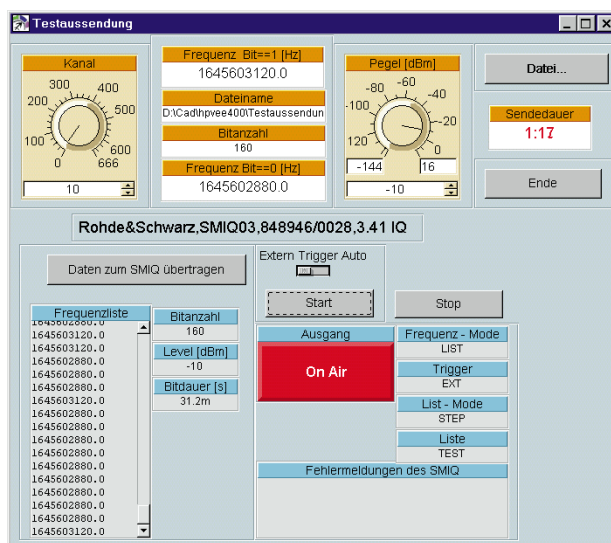 Testaussendung
Kanal
300
400
200
500
100
600
0
666
10
Frequenz Bit==1 [Hz]
1645603120.0
Dateiname
D:\Cad\hpvee400\Testaussendun
Bitanzahl
160
Frequenz Bit==0 [Hz]
1645602880.0
Pegel [dBm]
-80
-60
-40
-100
-20
120
0
-144
16
-10
Datei...
Sendedauer
1:17
Ende
Rohde&Schwarz,SMIQ03,848946/0028,3.41 IQ
Daten zum SMIQ übertragen
Extern Trigger Auto
Start
Stop
Frequenzliste
1645602880.0
1645603120.0
1645603120.0
1645602880.0
1645602880.0
1645602880.0
1645603120.0
1645602880.0
1645602880.0
1645602880.0
1645602880.0
1645602880.0
1645602880.0
1645602880.0
1645602880.0
1645602880.0
1645603120.0
Bitanzahl
160
Level [dBm]
-10
Bitdauer [s]
31.2m
Ausgang
On Air
Frequenz - Mode
LIST
Trigger
EXT
List - Mode
STEP
Liste
TEST
Fehlermeldungen des SMIQ